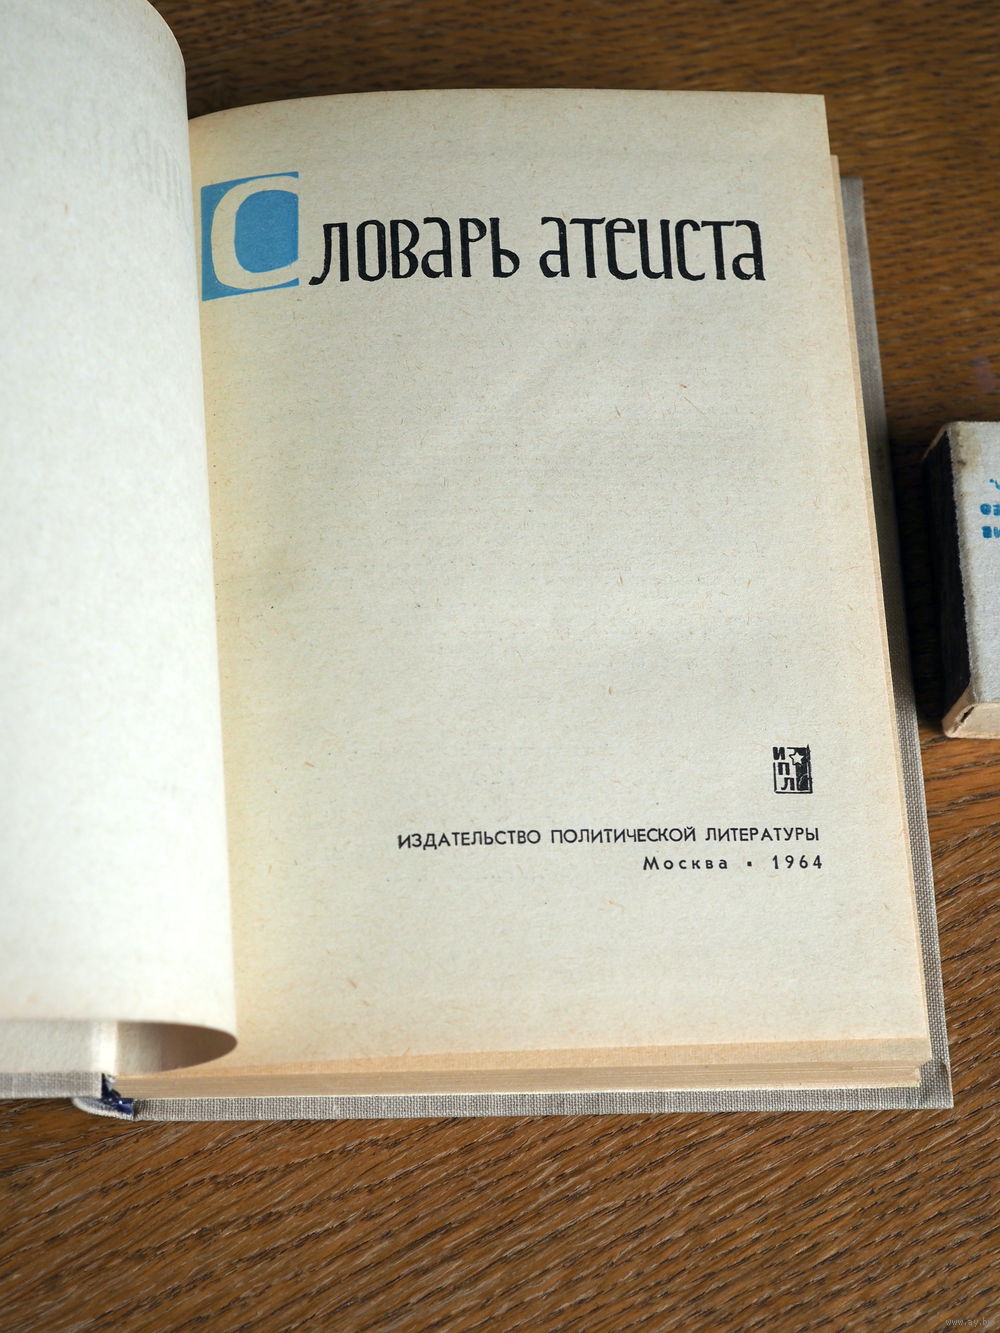 Словарь атеиста
ИПЛ
ИЗДАТЕЛЬСТВО ПОЛИТИЧЕСКОЙ ЛИТЕРАТУРЫ
Москва ▪ 1964